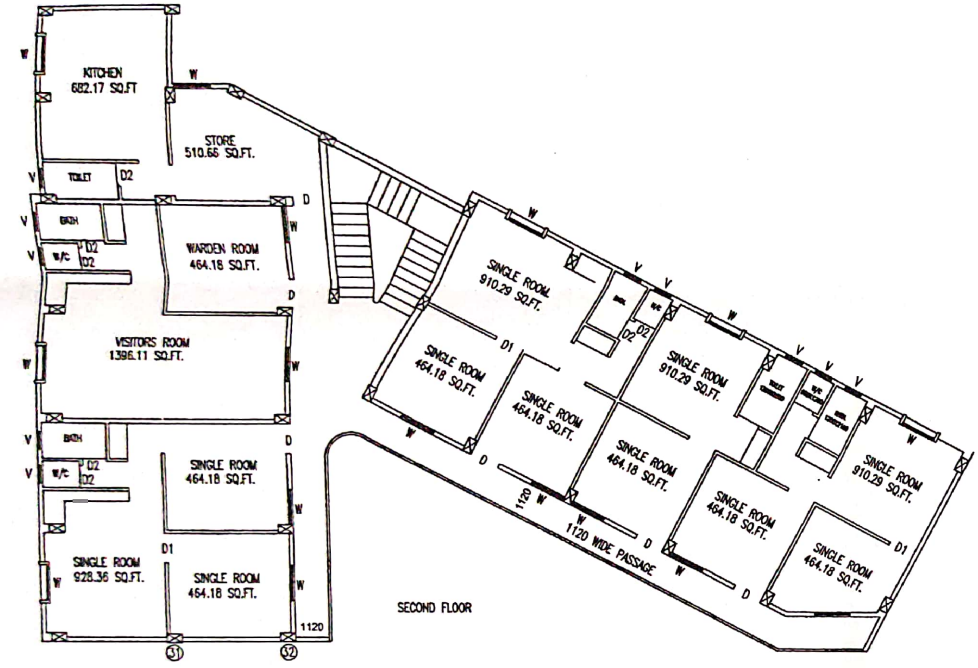 W
KITCHEN
682.17 SQ.FT
W
STORE
510.66 SQ.FT.
V
TOILET
D2
D
V
BATH
W
V
W/C
D2
D2
WARDEN ROOM
464.18 SQ.FT.
D
VISITORS ROOM
1396.11 SQ.FT.
W
W
V
BATH
D
V
W/C
D2
D2
SINGLE ROOM
464.18 SQ.FT.
W
D1
SINGLE ROOM
928.36 SQ.FT.
W
SINGLE ROOM
464.18 SQ.FT.
W
1120
31
32
SECOND FLOOR
W
SINGLE ROOM
910.29 SQ.FT.
V
V
W/C
D2
D2
D1
SINGLE ROOM
464.18 SQ.FT.
W
SINGLE ROOM
464.18 SQ.FT.
D
W
1120
W
SINGLE ROOM
910.29 SQ.FT.
W
SINGLE ROOM
464.18 SQ.FT.
D
1120 WIDE PASSAGE
TOILET
V
V
V
W/C
W
SINGLE ROOM
910.29 SQ.FT.
SINGLE ROOM
464.18 SQ.FT.
W
D
D1
SINGLE ROOM
464.18 SQ.FT.